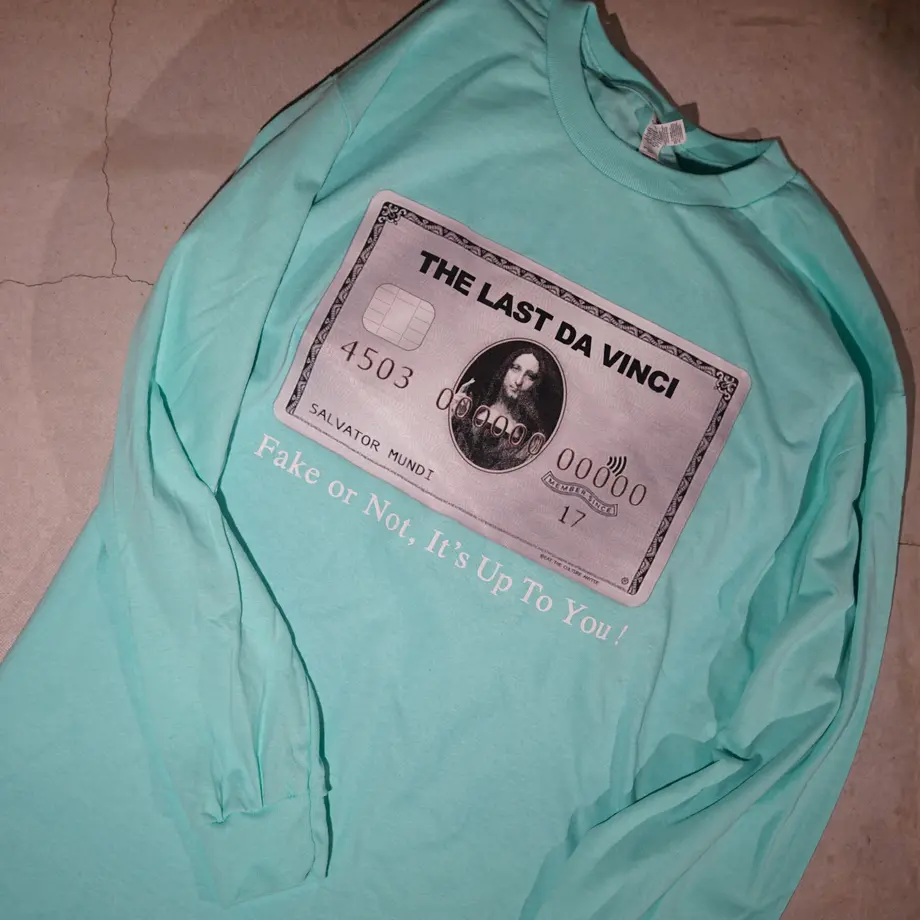 THE LAST DA VINCI
4503 000000 00000
MEMBER SINCE
17
SALVATOR MUNDI
Fake or Not, It's Up To You!